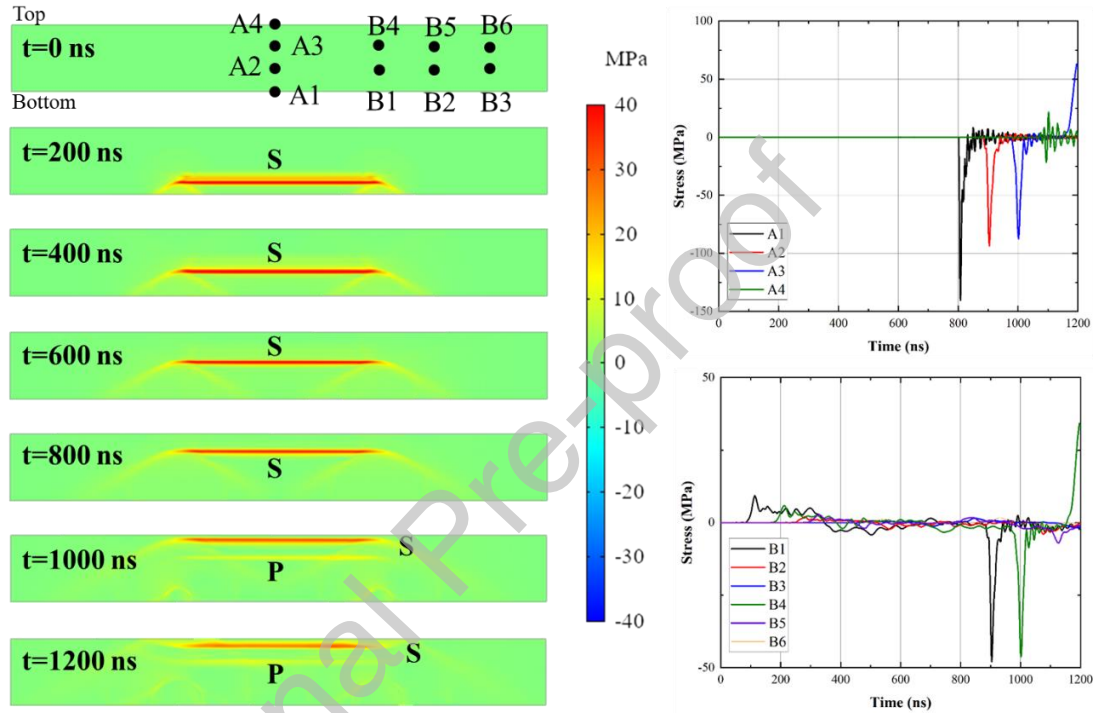 Top
t=0 ns
Bottom
A4
A3
A2
A1
B4 B5 B6
B1 B2 B3
t=200 ns
S
t=400 ns
S
t=600 ns
S
t=800 ns
S
t=1000 ns
S
P
t=1200 ns
S
P
MPa
40
30
20
10
0
-10
-20
-30
-40
nal Pre-proof
Stress (MPa)
100
50
0
-50
-100
-150
A1
A2
A3
A4
0 200 400 600 800 1000 1200
Time (ns)
Stress (MPa)
50
0
-50
B1
B2
B3
B4
B5
B6
0 200 400 600 800 1000 1200
Time (ns)